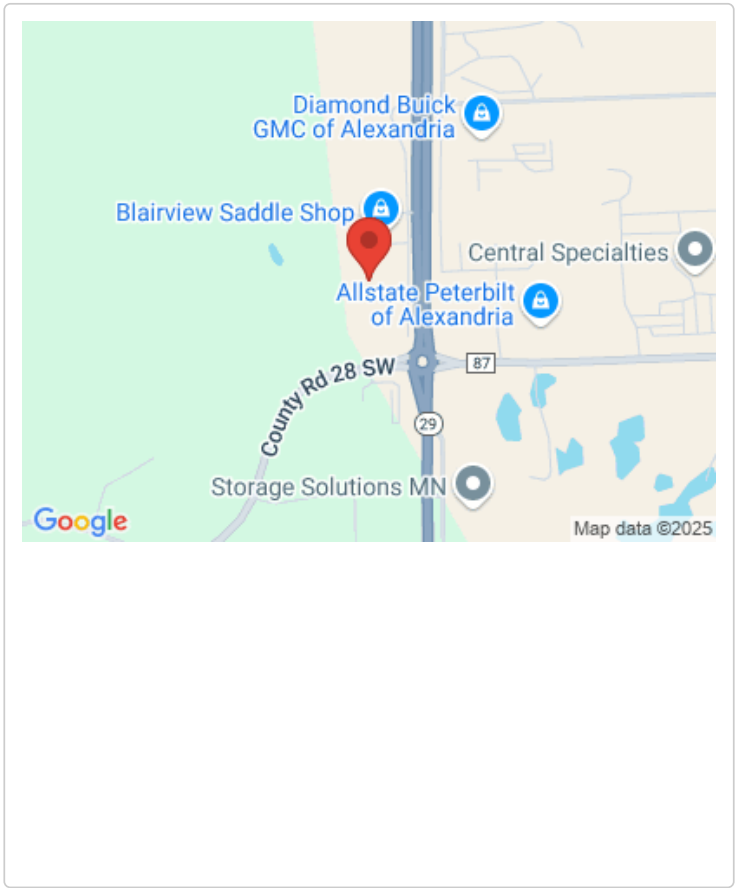 Diamond Buick
GMC of Alexandria
Blairview Saddle Shop
Central Specialties
Allstate Peterbilt
of Alexandria
County Rd 28 SW
87
29
Storage Solutions MN
Google
Map data ©2025